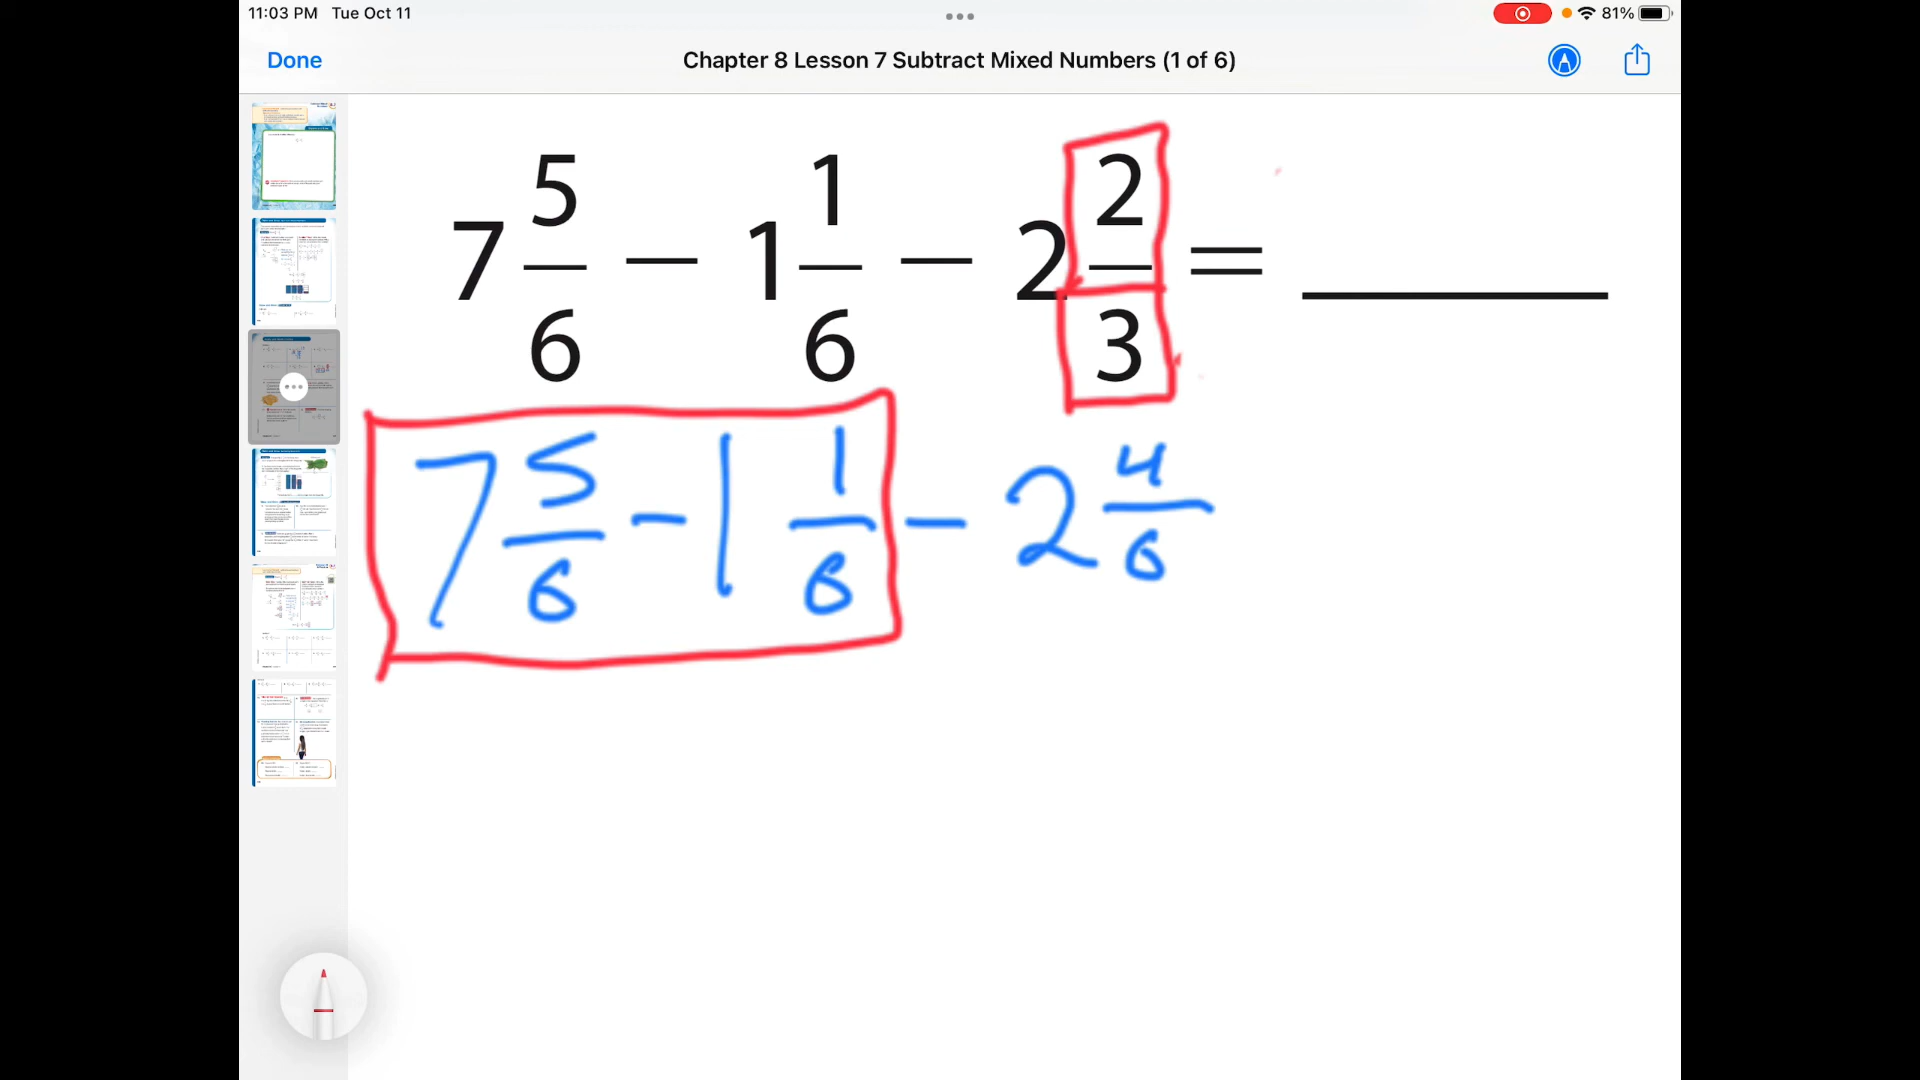 11:03 PM Tue Oct 11
81%
Done
Chapter 8 Lesson 7 Subtract Mixed Numbers (1 of 6)
7 5/6 − 1 1/6 − 2 2/3 = ________
7 5/6 − 1 1/6 − 2 4/6